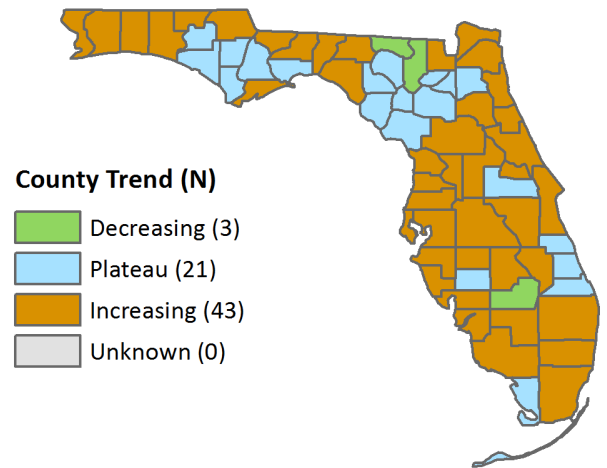 County Trend (N)
Decreasing (3)
Plateau (21)
Increasing (43)
Unknown (0)